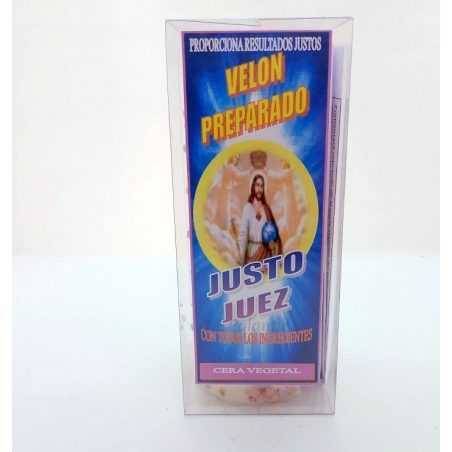 PROPORCIONA RESULTADOS JUSTOS
VELON
PREPARADO
JUSTO
JUEZ
CON TODOS LOS INGREDIENTES
CERA VEGETAL